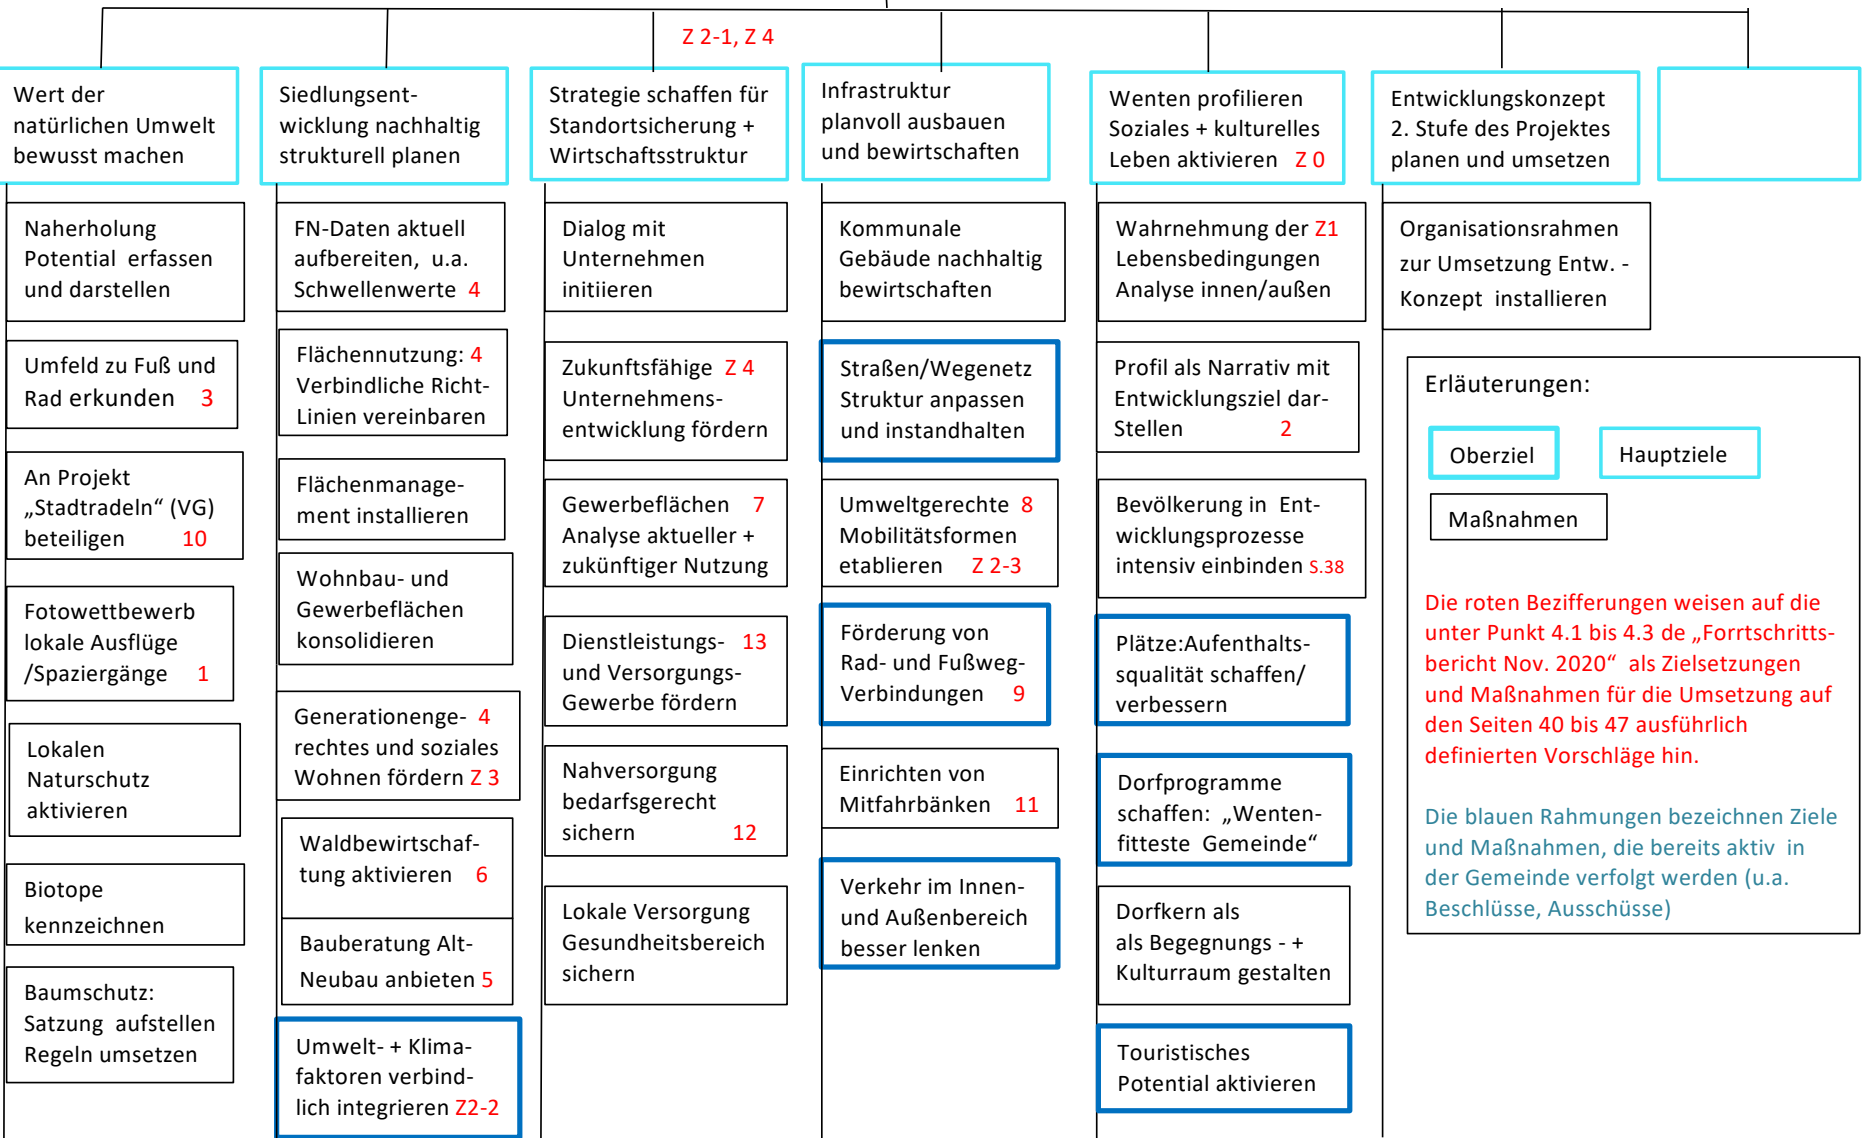 Z 2-1, Z 4
Wert der
natürlichen Umwelt
bewusst machen
Naherholung
Potential erfassen
und darstellen
Umfeld zu Fuß und
Rad erkunden 3
An Projekt
„Stadtradeln“ (VG)
beteiligen 10
Fotowettbewerb
lokale Ausflüge
/Spaziergänge 1
Lokalen
Naturschutz
aktivieren
Biotope
kennzeichnen
Baumschutz:
Satzung aufstellen
Regeln umsetzen
Siedlungsent-
wicklung nachhaltig
strukturell planen
FN-Daten aktuell
aufbereiten, u.a.
Schwellenwerte 4
Flächennutzung: 4
Verbindliche Richt-
Linien vereinbaren
Flächenmanage-
ment installieren
Wohnbau- und
Gewerbeflächen
konsolidieren
Generationenge- 4
rechtes und soziales
Wohnen fördern Z 3
Waldbewirtschaf-
tung aktivieren 6
Bauberatung Alt-
Neubau anbieten 5
Umwelt- + Klima-
faktoren verbind-
lich integrieren Z2-2
Strategie schaffen für
Standortsicherung +
Wirtschaftsstruktur
Dialog mit
Unternehmen
initiieren
Zukunftsfähige Z 4
Unternehmens-
entwicklung fördern
Gewerbeflächen 7
Analyse aktueller +
zukünftiger Nutzung
Dienstleistungs- 13
und Versorgungs-
Gewerbe fördern
Nahversorgung
bedarfsgerecht
sichern 12
Lokale Versorgung
Gesundheitsbereich
sichern
Infrastruktur
planvoll ausbauen
und bewirtschaften
Kommunale
Gebäude nachhaltig
bewirtschaften
Straßen/Wegenetz
Struktur anpassen
und instandhalten
Umweltgerechte 8
Mobilitätsformen
etablieren Z 2-3
Förderung von
Rad- und Fußweg-
Verbindungen 9
Einrichten von
Mitfahrbänken 11
Verkehr im Innen-
und Außenbereich
besser lenken
Wenten profilieren
Soziales + kulturelles
Leben aktivieren Z 0
Wahrnehmung der Z1
Lebensbedingungen
Analyse innen/außen
Profil als Narrativ mit
Entwicklungsziel dar-
Stellen 2
Bevölkerung in Ent-
wicklungsprozesse
intensiv einbinden S.38
Plätze:Aufenthalts-
squalität schaffen/
verbessern
Dorfprogramme
schaffen: „Wenten-
fitteste Gemeinde“
Dorfkern als
als Begegnungs - +
Kulturraum gestalten
Touristisches
Potential aktivieren
Entwicklungskonzept
2. Stufe des Projektes
planen und umsetzen
Organisationsrahmen
zur Umsetzung Entw. -
Konzept installieren
Erläuterungen:
Oberziel
Hauptziele
Maßnahmen
Die roten Bezifferungen weisen auf die
unter Punkt 4.1 bis 4.3 de „Forrtschritts-
bericht Nov. 2020“ als Zielsetzungen
und Maßnahmen für die Umsetzung auf
den Seiten 40 bis 47 ausführlich
definierten Vorschläge hin.
Die blauen Rahmungen bezeichnen Ziele
und Maßnahmen, die bereits aktiv in
der Gemeinde verfolgt werden (u.a.
Beschlüsse, Ausschüsse)